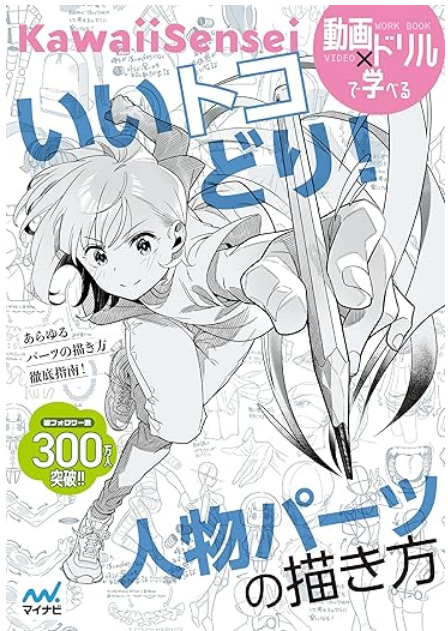 KawaiiSensei
動画×ドリル
VIDEO WORK BOOK
で学べる
いいトコ
どり!
あらゆる
パーツの描き方
徹底指南!
総フォロワー数
300万人
突破!!
人物パーツ
の描き方
マイナビ